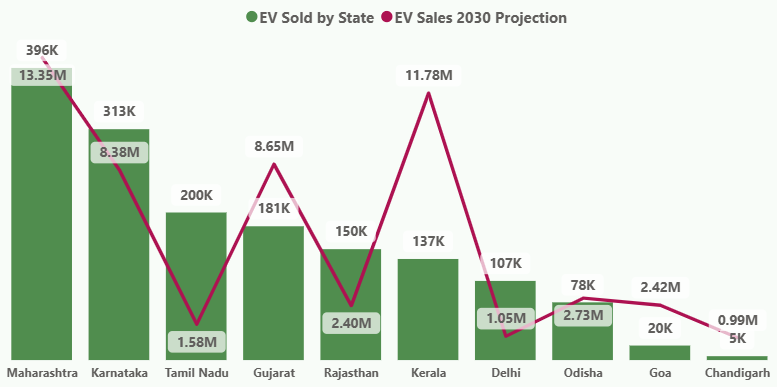 EV Sold by State EV Sales 2030 Projection
396K
13.35M
313K
8.38M
200K
1.58M
8.65M
181K
150K
2.40M
11.78M
137K
107K
1.05M
78K
2.73M
2.42M
20K
0.99M
5K
Maharashtra Karnataka Tamil Nadu Gujarat Rajasthan Kerala Delhi Odisha Goa Chandigarh